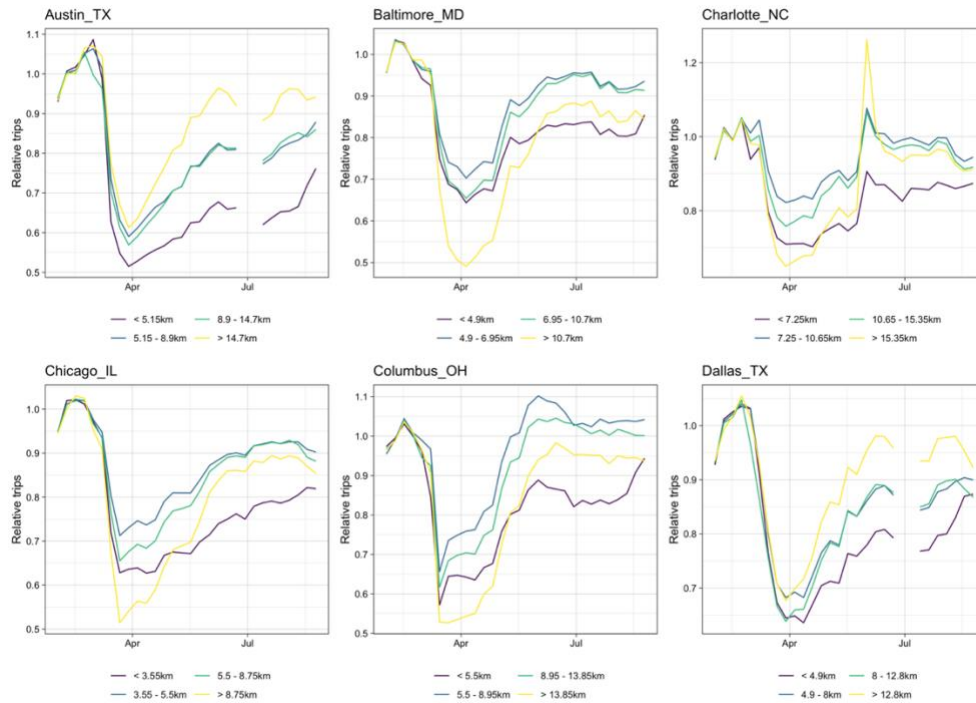 Austin_TX
Relative trips
1.1
1.0
0.9
0.8
0.7
0.6
0.5
Apr
Jul
< 5.15km
8.9 - 14.7km
5.15 - 8.9km
> 14.7km
Baltimore_MD
Relative trips
1.0
0.9
0.8
0.7
0.6
0.5
Apr
Jul
< 4.9km
6.95 - 10.7km
4.9 - 6.95km
> 10.7km
Charlotte_NC
Relative trips
1.2
1.0
0.8
Apr
Jul
< 7.25km
10.65 - 15.35km
7.25 - 10.65km
> 15.35km
Chicago_IL
Relative trips
1.0
0.9
0.8
0.7
0.6
0.5
Apr
Jul
< 3.55km
5.5 - 8.75km
3.55 - 5.5km
> 8.75km
Columbus_OH
Relative trips
1.1
1.0
0.9
0.8
0.7
0.6
0.5
Apr
Jul
< 5.5km
8.95 - 13.85km
5.5 - 8.95km
> 13.85km
Dallas_TX
Relative trips
1.0
0.9
0.8
0.7
Apr
Jul
< 4.9km
8 - 12.8km
4.9 - 8km
> 12.8km